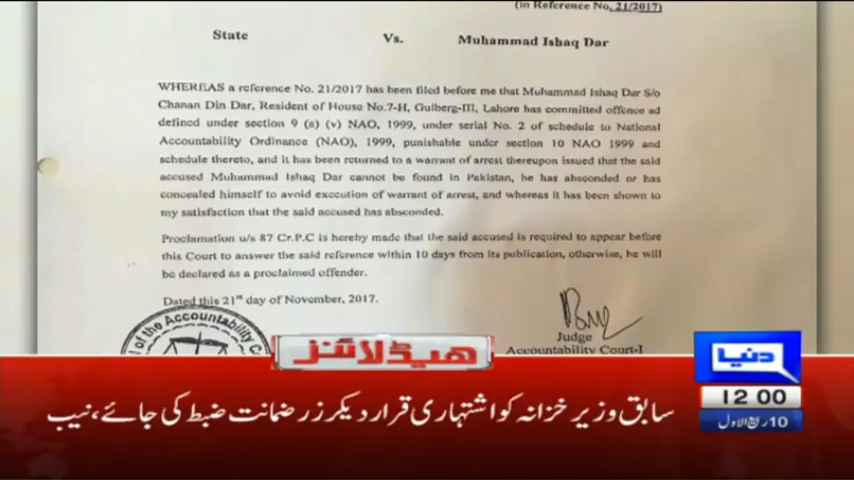 (in Reference No. 21/2017)
State Vs. Muhammad Ishaq Dar
WHEREAS a reference No. 21/2017 has been filed before me that Muhammad Ishaq Dar S/o
Chanan Din Dar, Resident of House No.7-H, Gulberg-III, Lahore has committed offence ad
defined under section 9 (a) (v) NAO, 1999, under serial No. 2 of schedule to National
Accountability Ordinance (NAO), 1999, punishable under section 10 NAO 1999 and
schedule thereto, and it has been returned to a warrant of arrest thereupon issued that the said
accused Muhammad Ishaq Dar cannot be found in Pakistan, he has absconded or has
concealed himself to avoid execution of warrant of arrest, and whereas it has been shown to
my satisfaction that the said accused has absconded.
Proclamation u/s 87 Cr.P.C is hereby made that the said accused is required to appear before
this Court to answer the said reference within 10 days from its publication, otherwise, he will
be declared as a proclaimed offender.
Dated this 21st day of November, 2017.
of the Accountability C
Judge
Accountability Court-I
ہیڈلائنز
دنیا
12 00
10 ربیع الاول
سابق وزیر خزانہ کو اشتہاری قرار دیکر زر ضمانت ضبط کی جائے، نیب